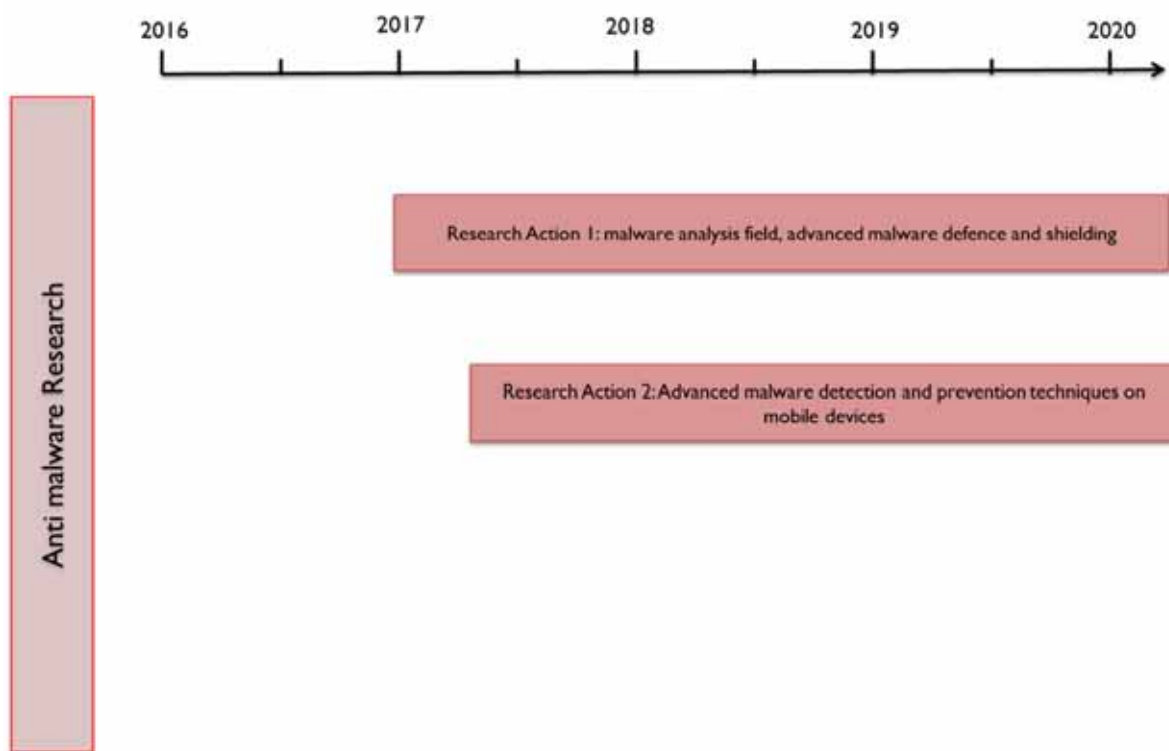 2016 2017 2018 2019 2020
Anti malware Research
Research Action 1: malware analysis field, advanced malware defence and shielding
Research Action 2: Advanced malware detection and prevention techniques on
mobile devices